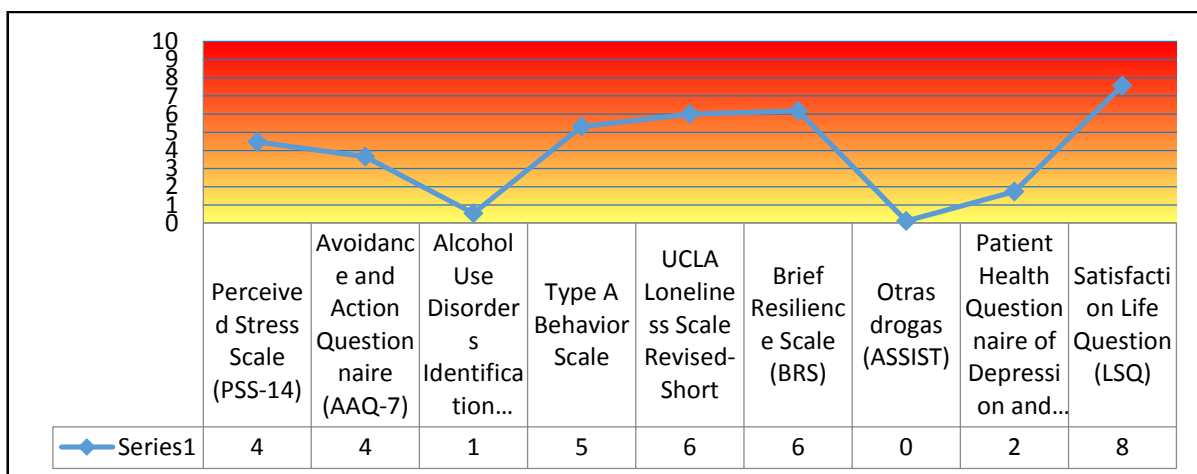 10
9
8
7
6
5
4
3
2
1
0
Perceive
d Stress
Scale
(PSS-14)
Avoidanc
e and
Action
Question
naire
(AAQ-7)
Alcohol
Use
Disorder
s
Identifica
tion…
Type A
Behavior
Scale
UCLA
Loneline
ss Scale
Revised-
Short
Brief
Resilienc
e Scale
(BRS)
Otras
drogas
(ASSIST)
Patient
Health
Question
naire of
Depressi
on and…
Satisfacti
on Life
Question
(LSQ)
Series1 4 4 1 5 6 6 0 2 8